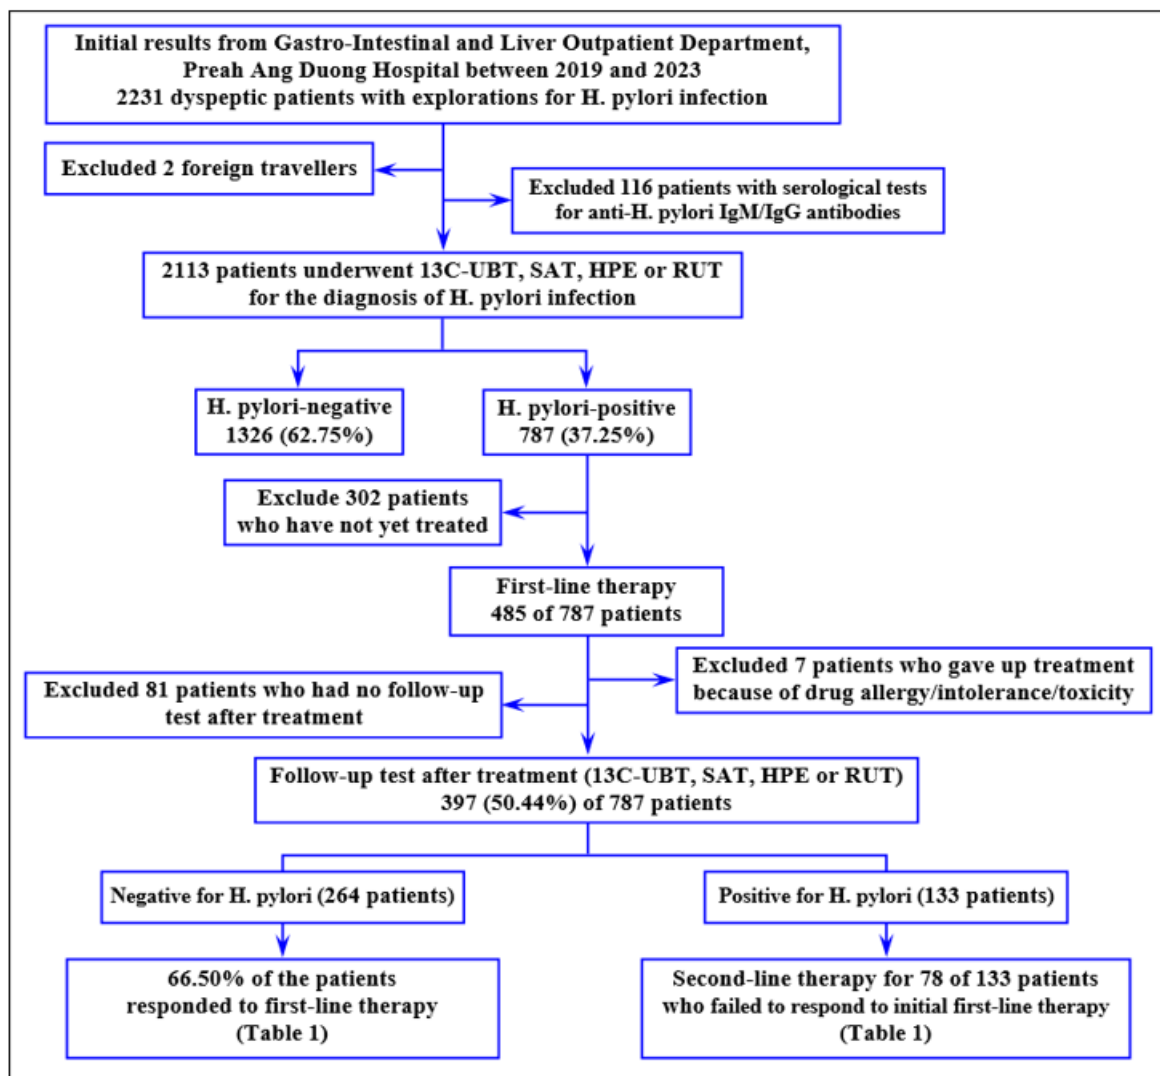 Initial results from Gastro-Intestinal and Liver Outpatient Department,
Preah Ang Duong Hospital between 2019 and 2023
2231 dyspeptic patients with explorations for H. pylori infection
Excluded 2 foreign travellers
Excluded 116 patients with serological tests
for anti-H. pylori IgM/IgG antibodies
2113 patients underwent 13C-UBT, SAT, HPE or RUT
for the diagnosis of H. pylori infection
H. pylori-negative
1326 (62.75%)
H. pylori-positive
787 (37.25%)
Exclude 302 patients
who have not yet treated
First-line therapy
485 of 787 patients
Excluded 7 patients who gave up treatment
because of drug allergy/intolerance/toxicity
Excluded 81 patients who had no follow-up
test after treatment
Follow-up test after treatment (13C-UBT, SAT, HPE or RUT)
397 (50.44%) of 787 patients
Negative for H. pylori (264 patients)
Positive for H. pylori (133 patients)
66.50% of the patients
responded to first-line therapy
(Table 1)
Second-line therapy for 78 of 133 patients
who failed to respond to initial first-line therapy
(Table 1)